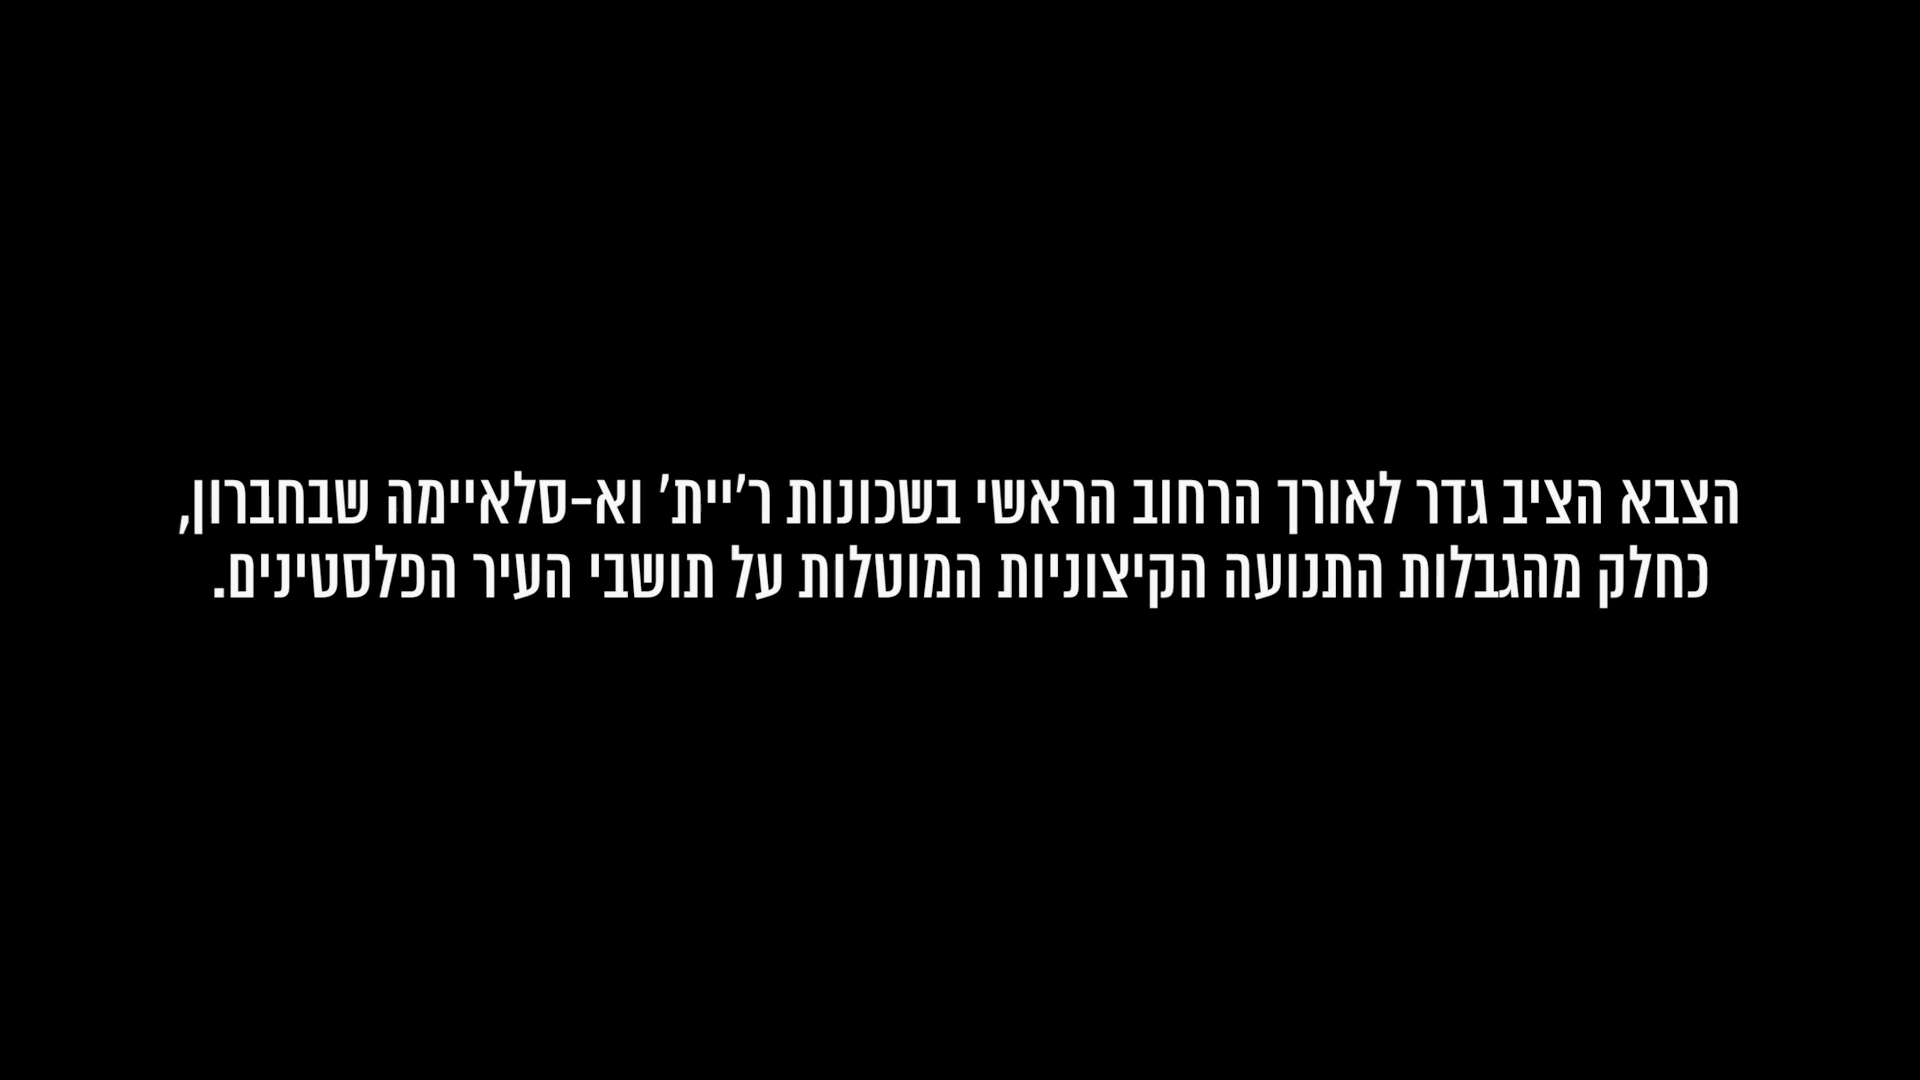 הצבא הציב גדר לאורך הרחוב הראשי בשכונות ר'יית' וא-סלאיימה שבחברון,
כחלק מהגבלות התנועה הקיצוניות המוטלות על תושבי העיר הפלסטינים.